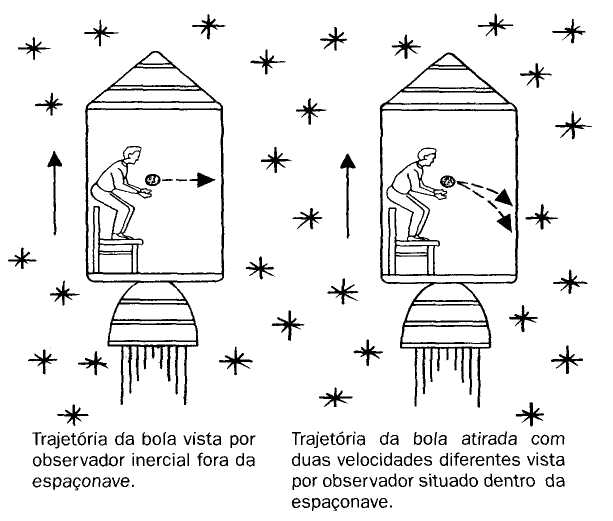 Trajetória da bola vista por
observador inercial fora da
espaçonave.
Trajetória da bola atirada com
duas velocidades diferentes vista
por observador situado dentro da
espaçonave.